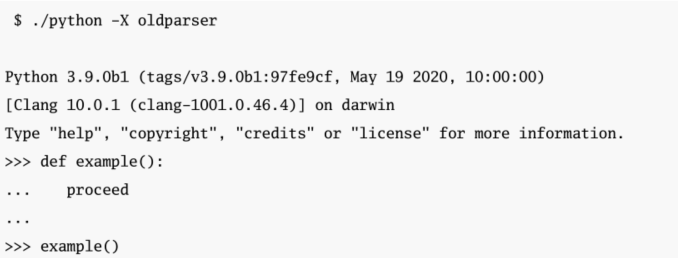 $ ./python -X oldparser
Python 3.9.0b1 (tags/v3.9.0b1:97fe9cf, May 19 2020, 10:00:00)
[Clang 10.0.1 (clang-1001.0.46.4)] on darwin
Type "help", "copyright", "credits" or "license" for more information.
>>> def example():
...    proceed
...
>>> example()